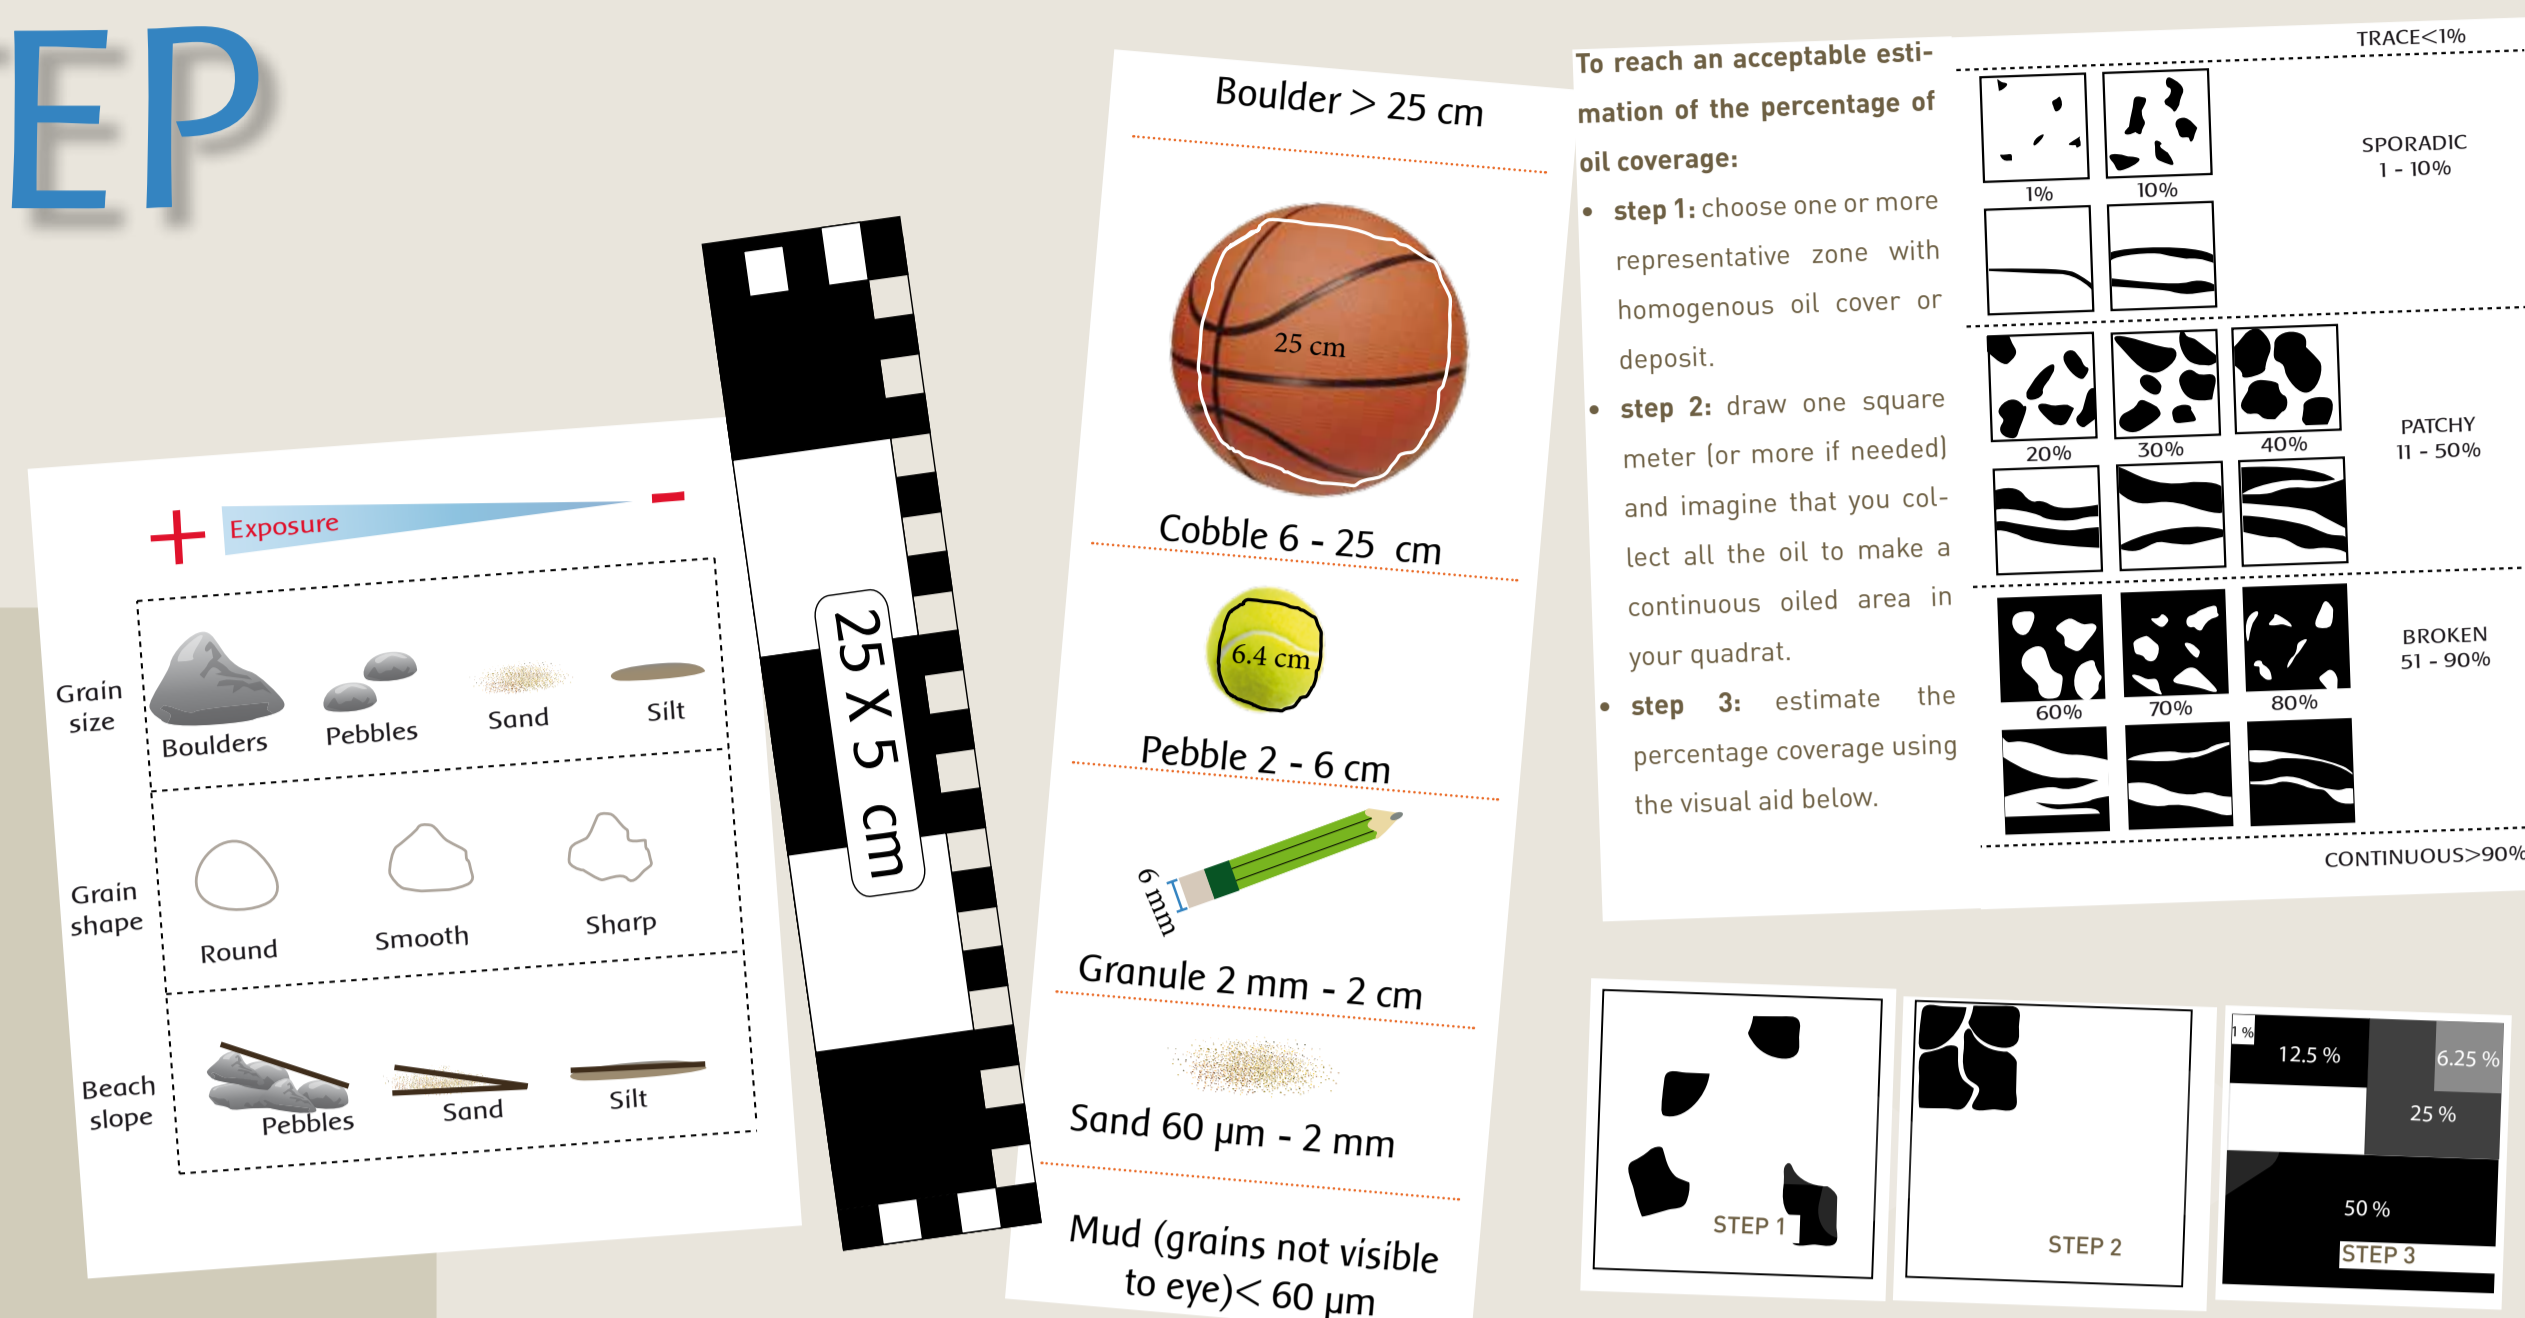 EP
Exposure
Grain
size
Boulders
Pebbles
Sand
Silt
Grain
shape
Round
Smooth
Sharp
Beach
slope
Pebbles
Sand
Silt
25 X 5 cm
Boulder > 25 cm
25 cm
Cobble 6 - 25 cm
6.4 cm
Pebble 2 - 6 cm
6 mm
Granule 2 mm - 2 cm
Sand 60 µm - 2 mm
Mud (grains not visible
to eye)< 60 µm
To reach an acceptable esti-
mation of the percentage of
oil coverage:
• step 1: choose one or more
representative zone with
homogenous oil cover or
deposit.
• step 2: draw one square
meter (or more if needed)
and imagine that you col-
lect all the oil to make a
continuous oiled area in
your quadrat.
• step 3: estimate the
percentage coverage using
the visual aid below.
TRACE<1%
1%
10%
SPORADIC
1 - 10%
20%
30%
40%
PATCHY
11 - 50%
60%
70%
80%
BROKEN
51 - 90%
CONTINUOUS>90%
STEP 1
STEP 2
1 %
12.5 %
6.25 %
25 %
50 %
STEP 3